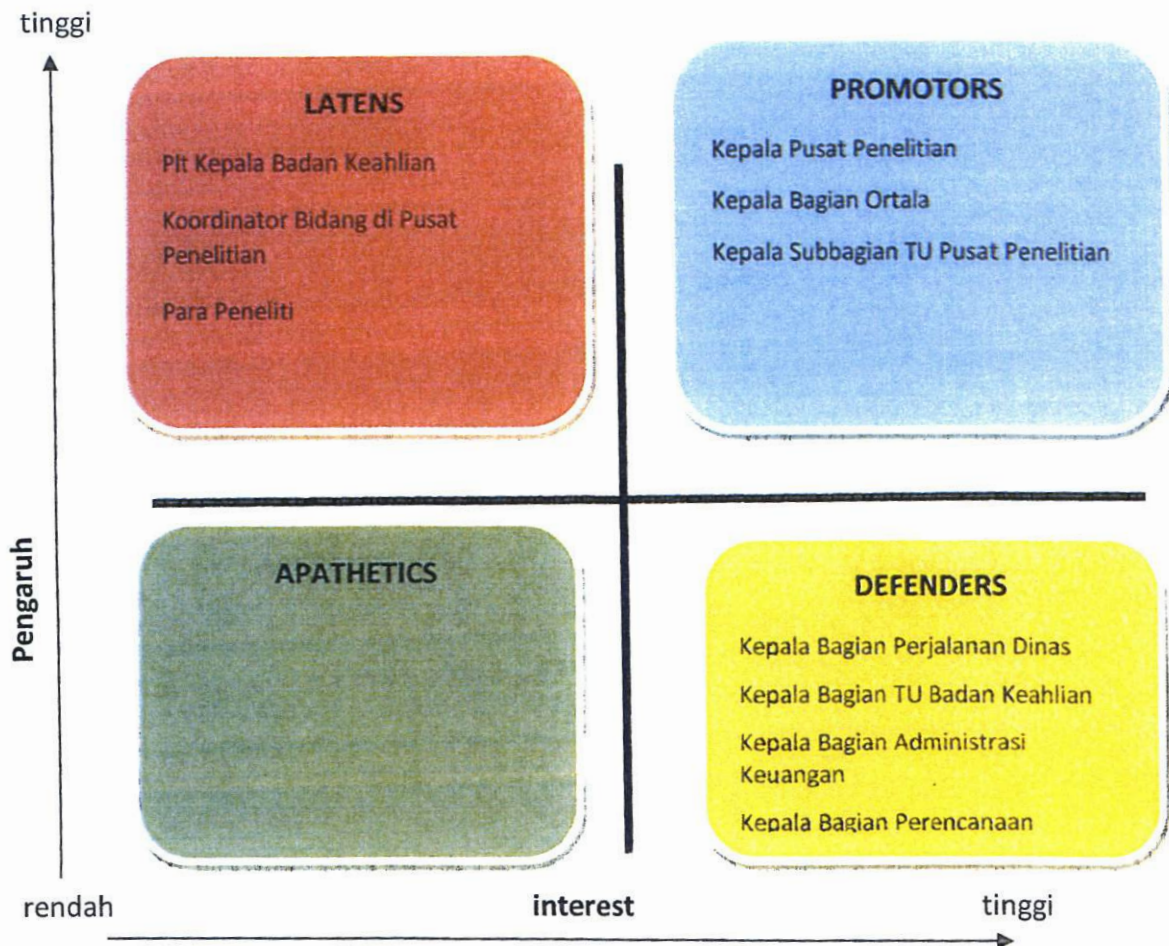 tinggi
LATENS
Plt Kepala Badan Keahlian
Koordinator Bidang di Pusat
Penelitian
Para Peneliti
PROMOTORS
Kepala Pusat Penelitian
Kepala Bagian Ortala
Kepala Subbagian TU Pusat Penelitian
Pengaruh
APATHETICS
DEFENDERS
Kepala Bagian Perjalanan Dinas
Kepala Bagian TU Badan Keahlian
Kepala Bagian Administrasi
Keuangan
Kepala Bagian Perencanaan
rendah
interest
tinggi